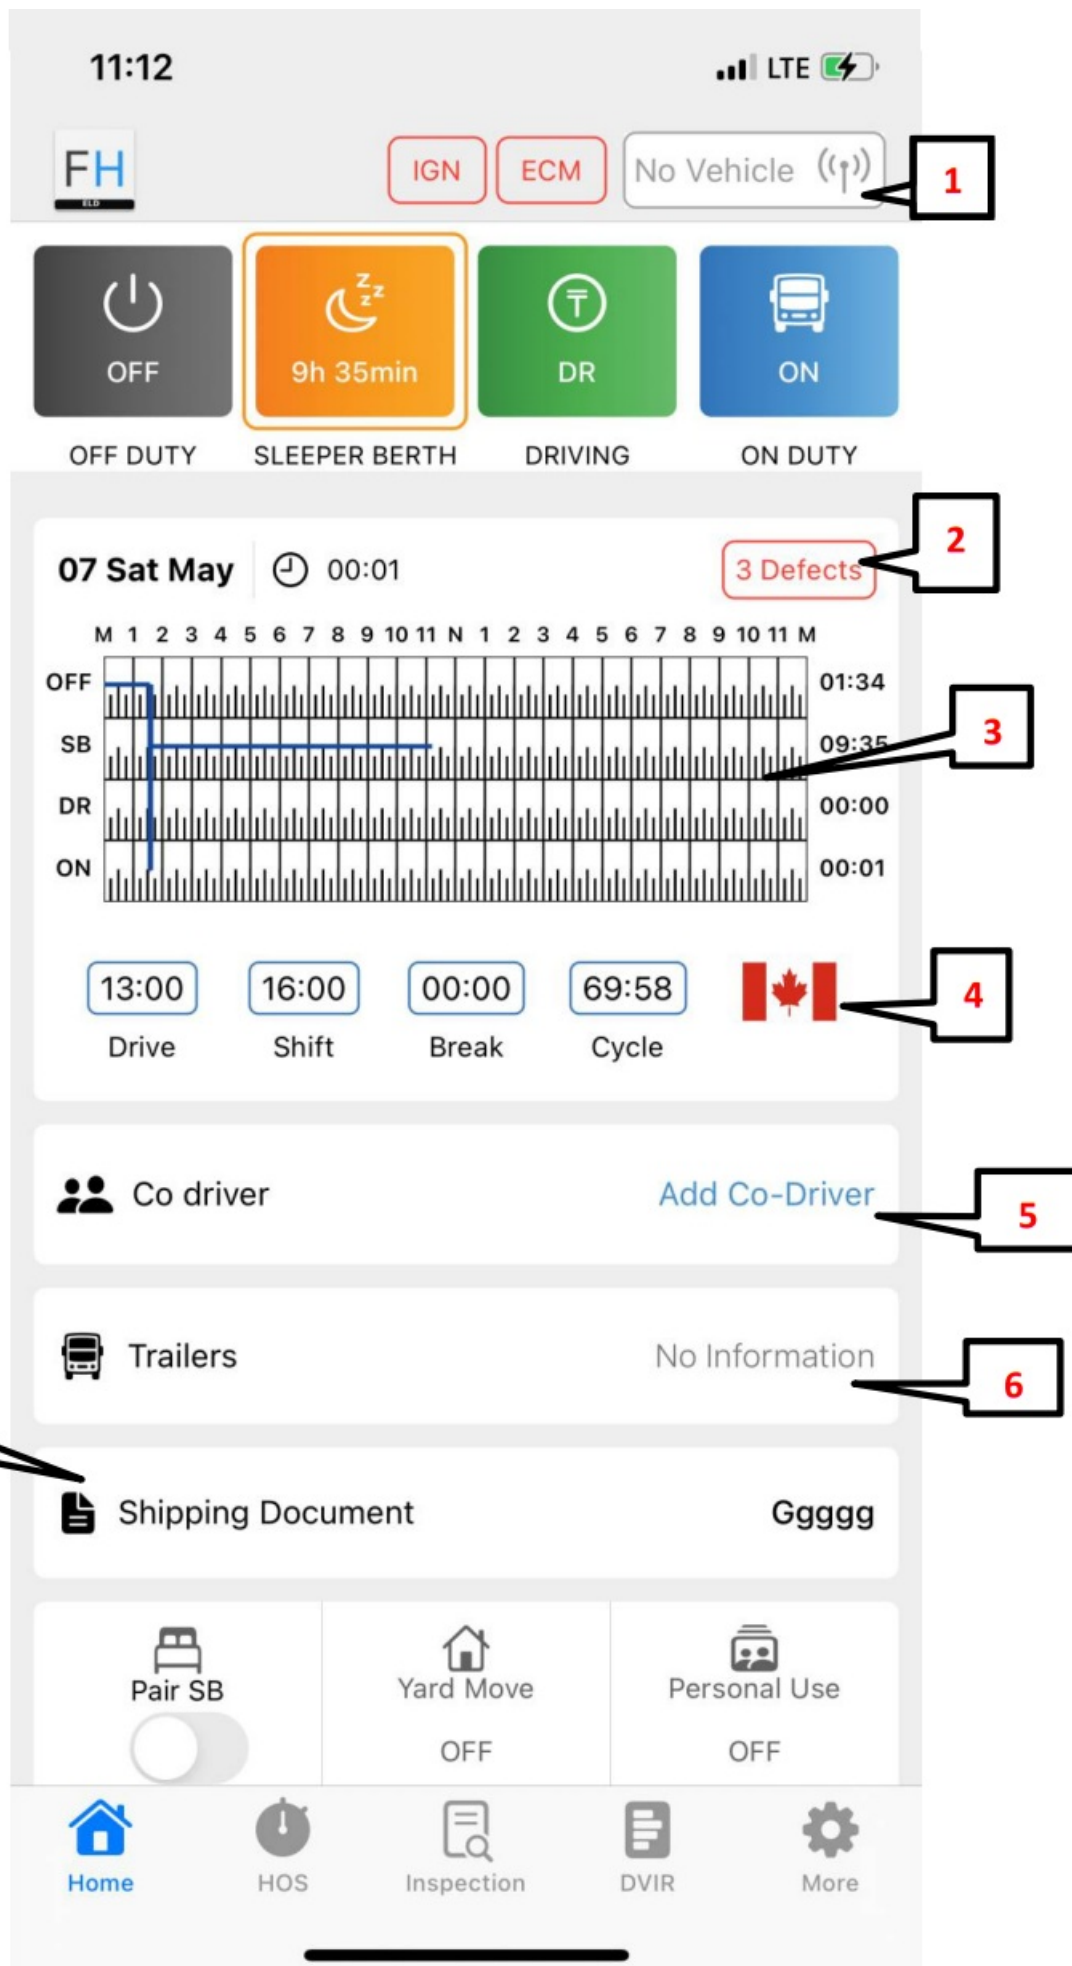 11:12 LTE
FH IGN ECM No Vehicle 1
ELD
OFF 9h 35min DR ON
OFF DUTY SLEEPER BERTH DRIVING ON DUTY
2
07 Sat May 00:01 3 Defects
M 1 2 3 4 5 6 7 8 9 10 11 N 1 2 3 4 5 6 7 8 9 10 11 M
OFF 01:34
3
SB 09:35
DR 00:00
ON 00:01
13:00 16:00 00:00 69:58 4
Drive Shift Break Cycle
Co driver Add Co-Driver 5
Trailers No Information 6
Shipping Document Ggggg
Pair SB Yard Move Personal Use
OFF OFF
Home HOS Inspection DVIR More